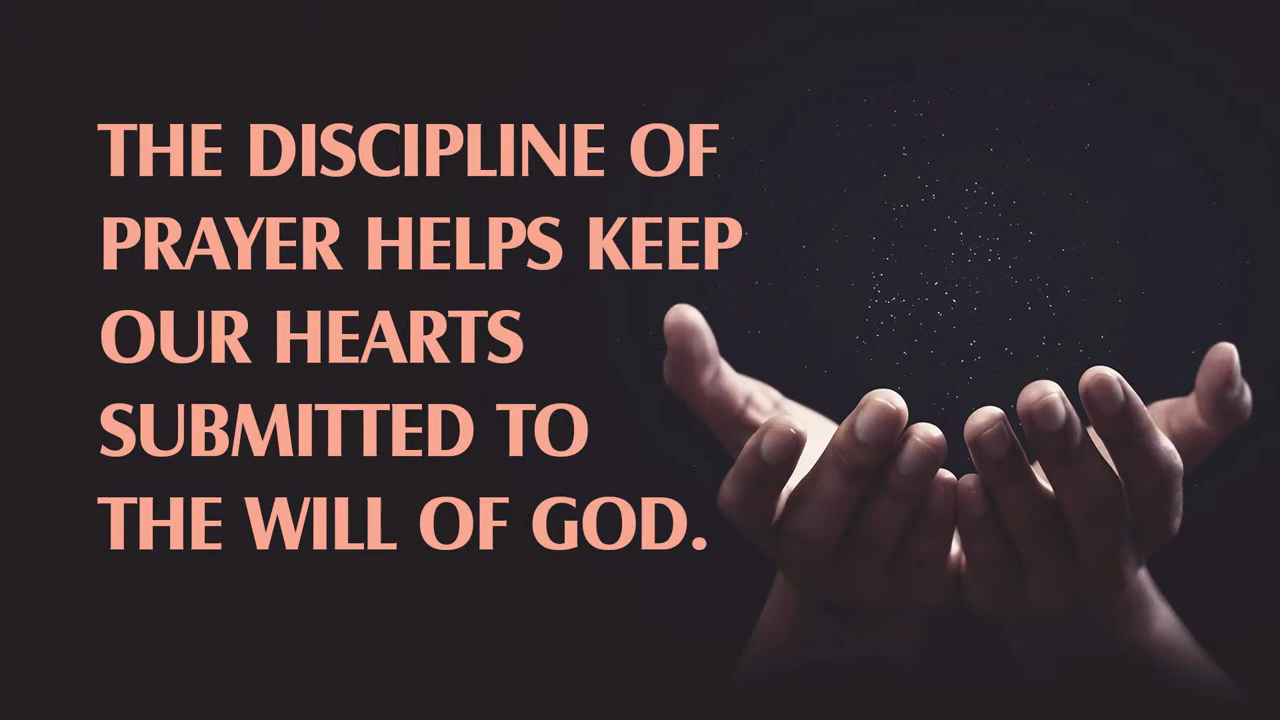 THE DISCIPLINE OF
PRAYER HELPS KEEP
OUR HEARTS
SUBMITTED TO
THE WILL OF GOD.